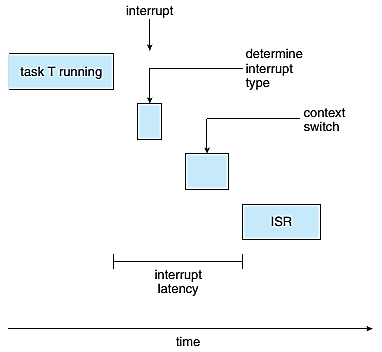 interrupt
task T running
determine
interrupt
type
context
switch
ISR
interrupt
latency
time